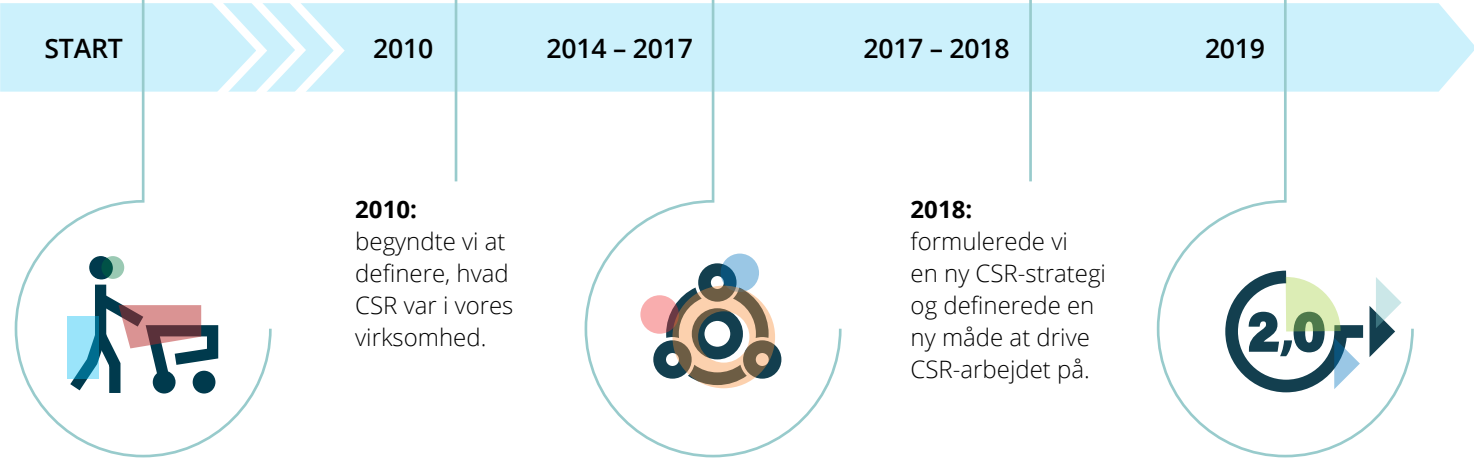 START
2010
2014 – 2017
2017 – 2018
2019
2010:
begyndte vi at
definere, hvad
CSR var i vores
virksomhed.
2018:
formulerede vi
en ny CSR-strategi
og definerede en
ny måde at drive
CSR-arbejdet på.
2,0